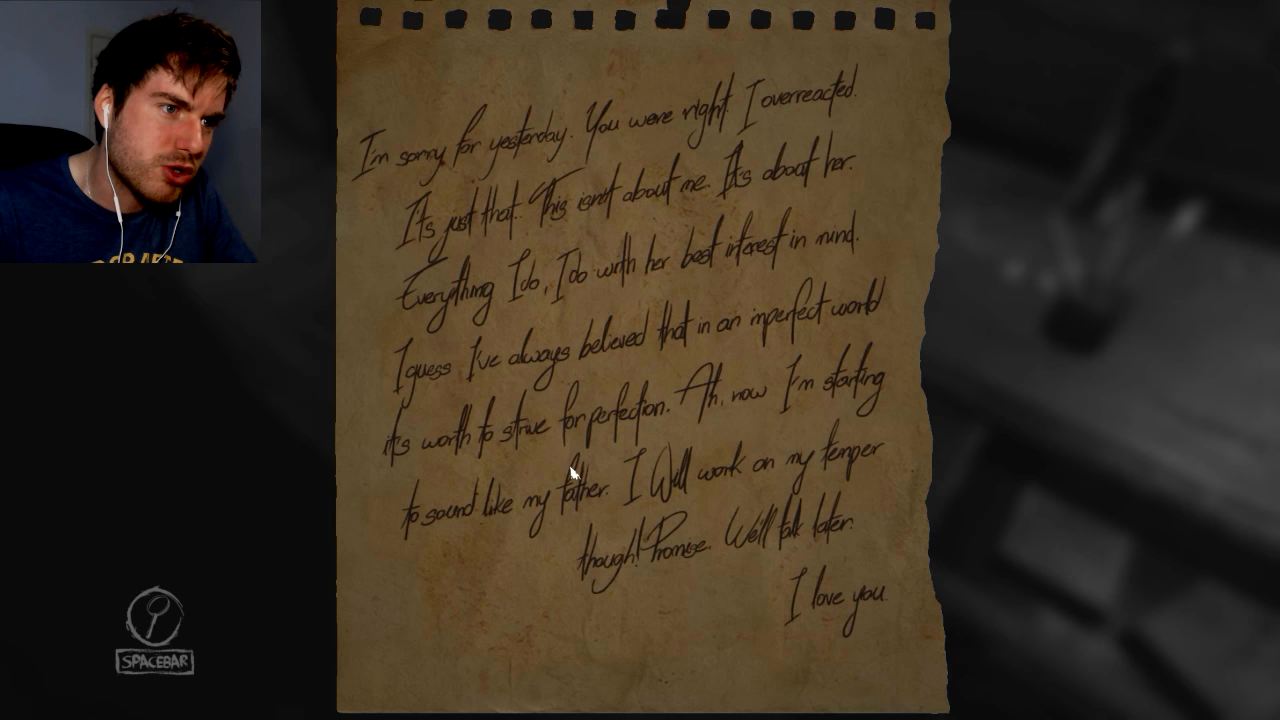 I'm sorry for yesterday. You were right. I overreacted.
It's just that.. This isn't about me. It's about her.
Everything I do, I do with her best interest in mind.
I guess I've always believed that in an imperfect world
it's worth to strive for perfection. Ah, now I'm starting
to sound like my father. I Will work on my temper
though! Promise. We'll talk later.
I love you.
SPACEBAR